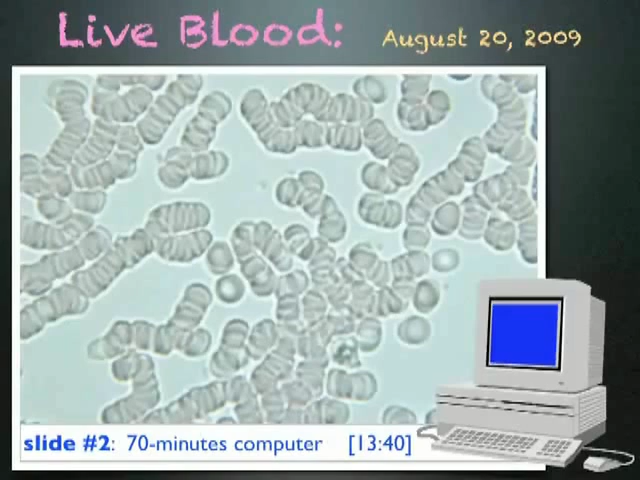 Live Blood:
August 20, 2009
slide #2: 70-minutes computer [13:40]